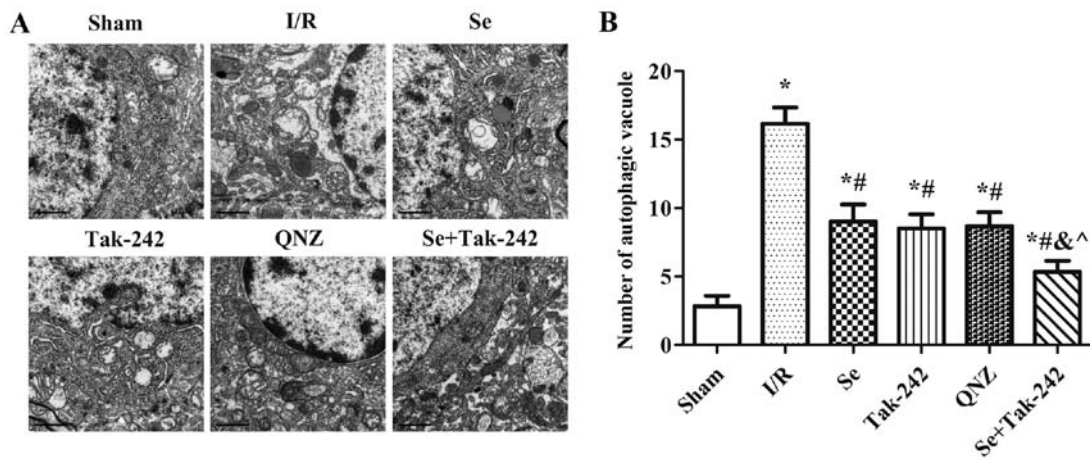 A
Sham
I/R
Se
Tak-242
QNZ
Se+Tak-242
B
Number of autophagic vacuole
20
15
10
5
0
*
*#
*#
*#
*#&^
Sham
I/R
Se
Tak-242
QNZ
Se+Tak-242